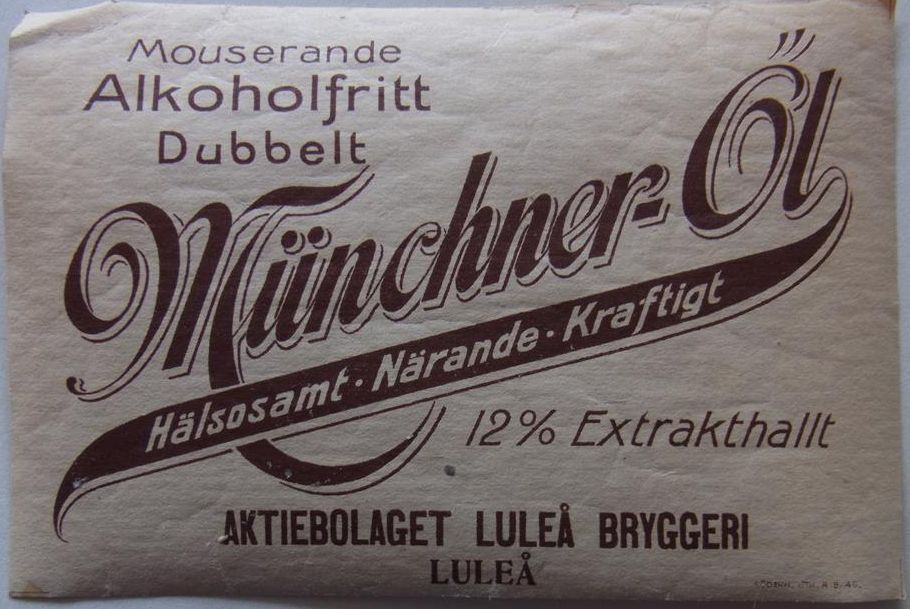 Mouserande
Alkoholfritt
Dubbelt
Münchner-Öl
Hälsosamt · Närande · Kraftigt
12% Extrakthallt
AKTIEBOLAGET LULEÅ BRYGGERI
LULEÅ
A.B.